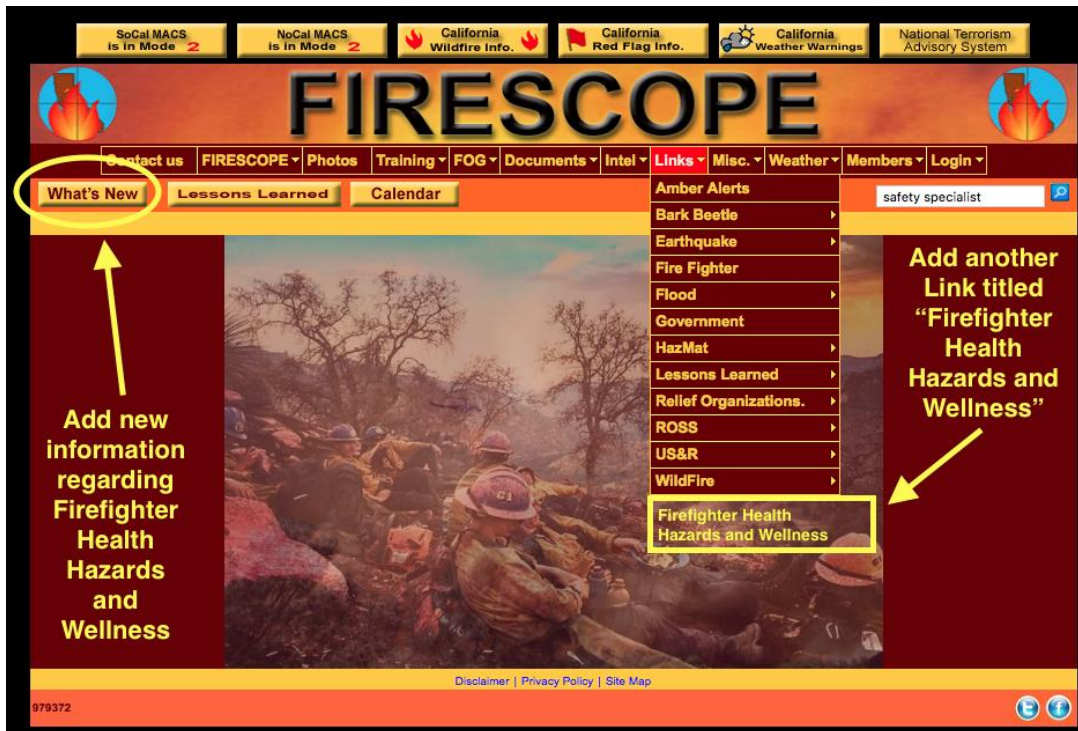 SoCal MACS
is in Mode 2
NoCal MACS
is in Mode 2
California
Wildfire Info.
California
Red Flag Info.
California
Weather Warnings
National Terrorism
Advisory System
FIRESCOPE
Contact us FIRESCOPE Photos Training FOG Documents Intel Links Misc. Weather Members Login
What's New Lessons Learned Calendar
safety specialist
Amber Alerts
Bark Beetle
Earthquake
Fire Fighter
Flood
Government
HazMat
Lessons Learned
Relief Organizations.
ROSS
US&R
WildFire
Firefighter Health
Hazards and Wellness
Add new
information
regarding
Firefighter
Health
Hazards
and
Wellness
Add another
Link titled
“Firefighter
Health
Hazards and
Wellness”
C1
Disclaimer | Privacy Policy | Site Map
979372